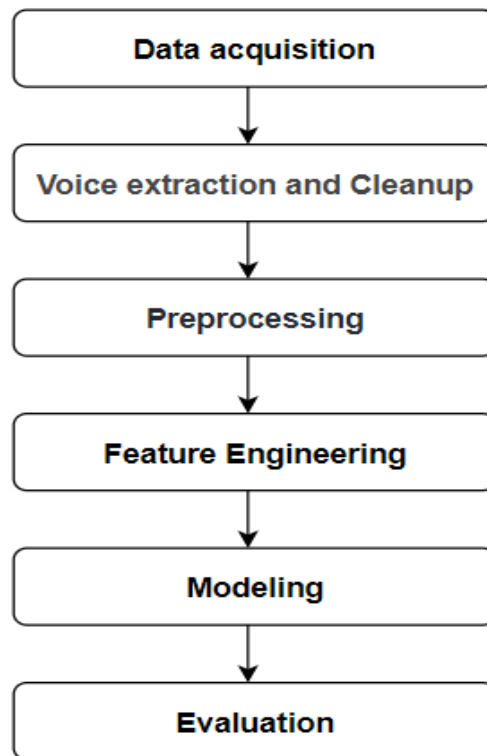 Data acquisition
Voice extraction and Cleanup
Preprocessing
Feature Engineering
Modeling
Evaluation